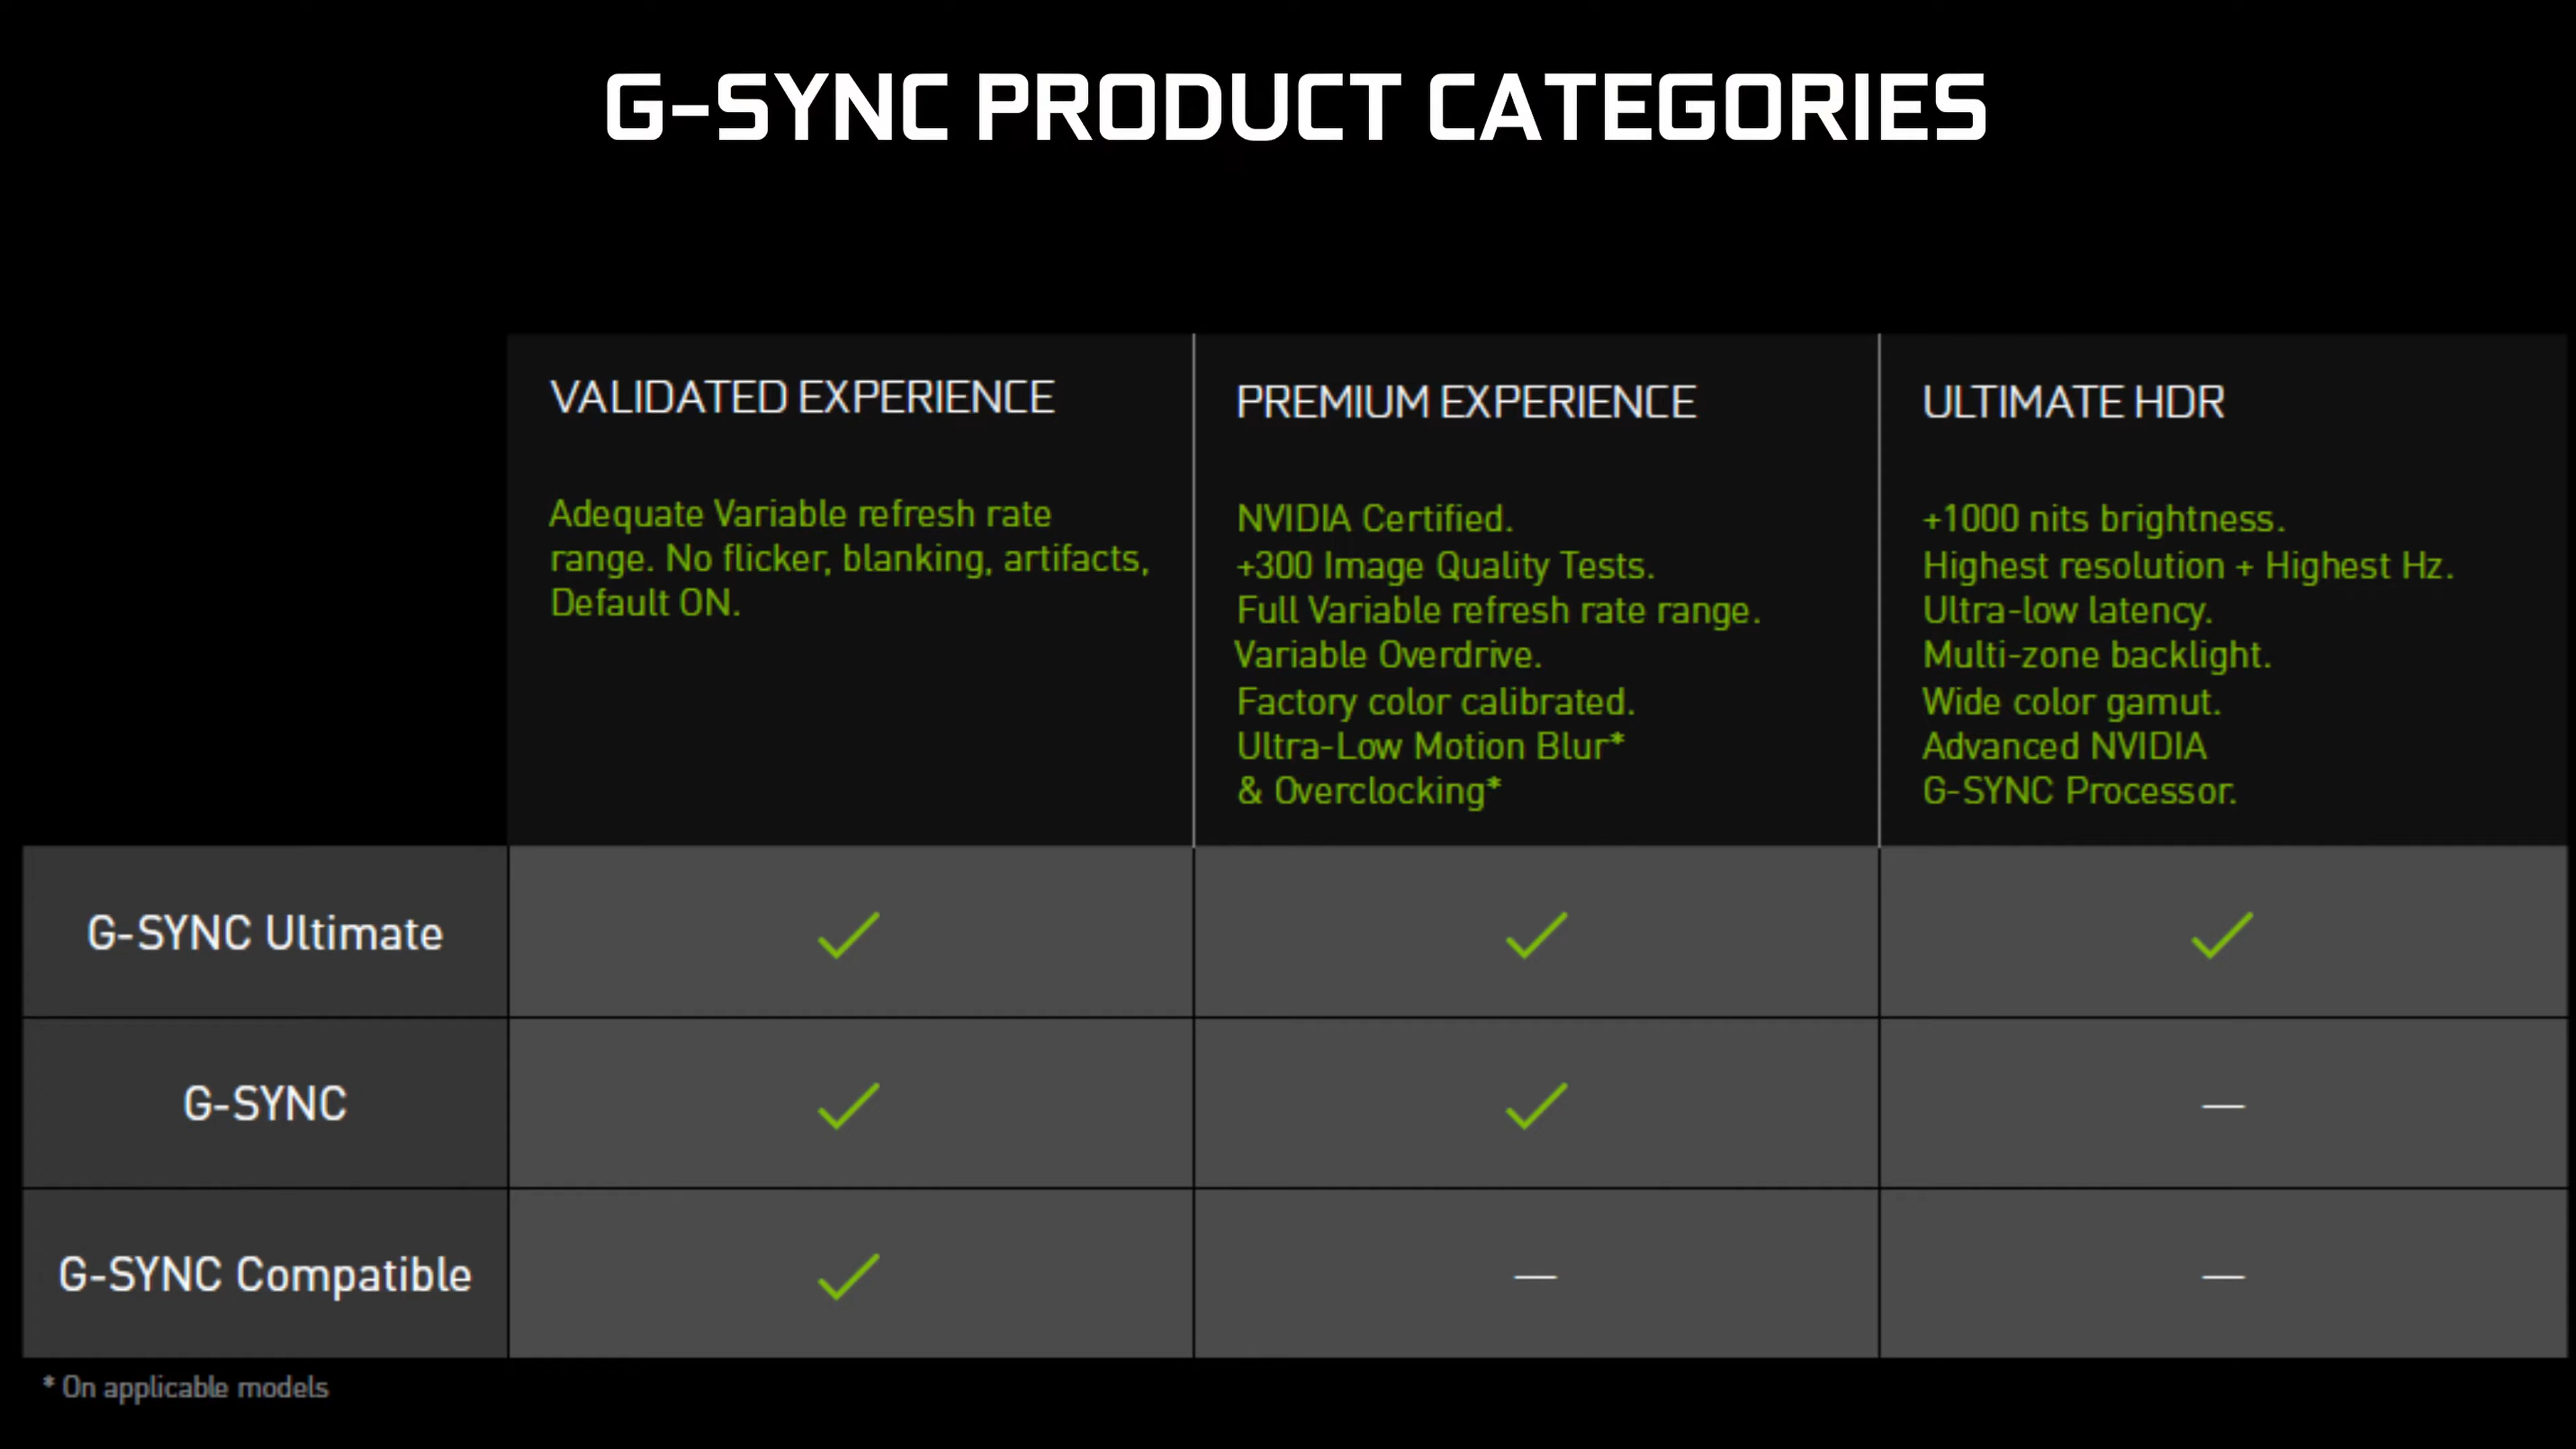 G-SYNC PRODUCT CATEGORIES
VALIDATED EXPERIENCE
Adequate Variable refresh rate
range. No flicker, blanking, artifacts,
Default ON.
PREMIUM EXPERIENCE
NVIDIA Certified.
+300 Image Quality Tests.
Full Variable refresh rate range.
Variable Overdrive.
Factory color calibrated.
Ultra-Low Motion Blur*
& Overclocking*
ULTIMATE HDR
+1000 nits brightness.
Highest resolution + Highest Hz.
Ultra-low latency.
Multi-zone backlight.
Wide color gamut.
Advanced NVIDIA
G-SYNC Processor.
G-SYNC Ultimate
G-SYNC
G-SYNC Compatible
* On applicable models